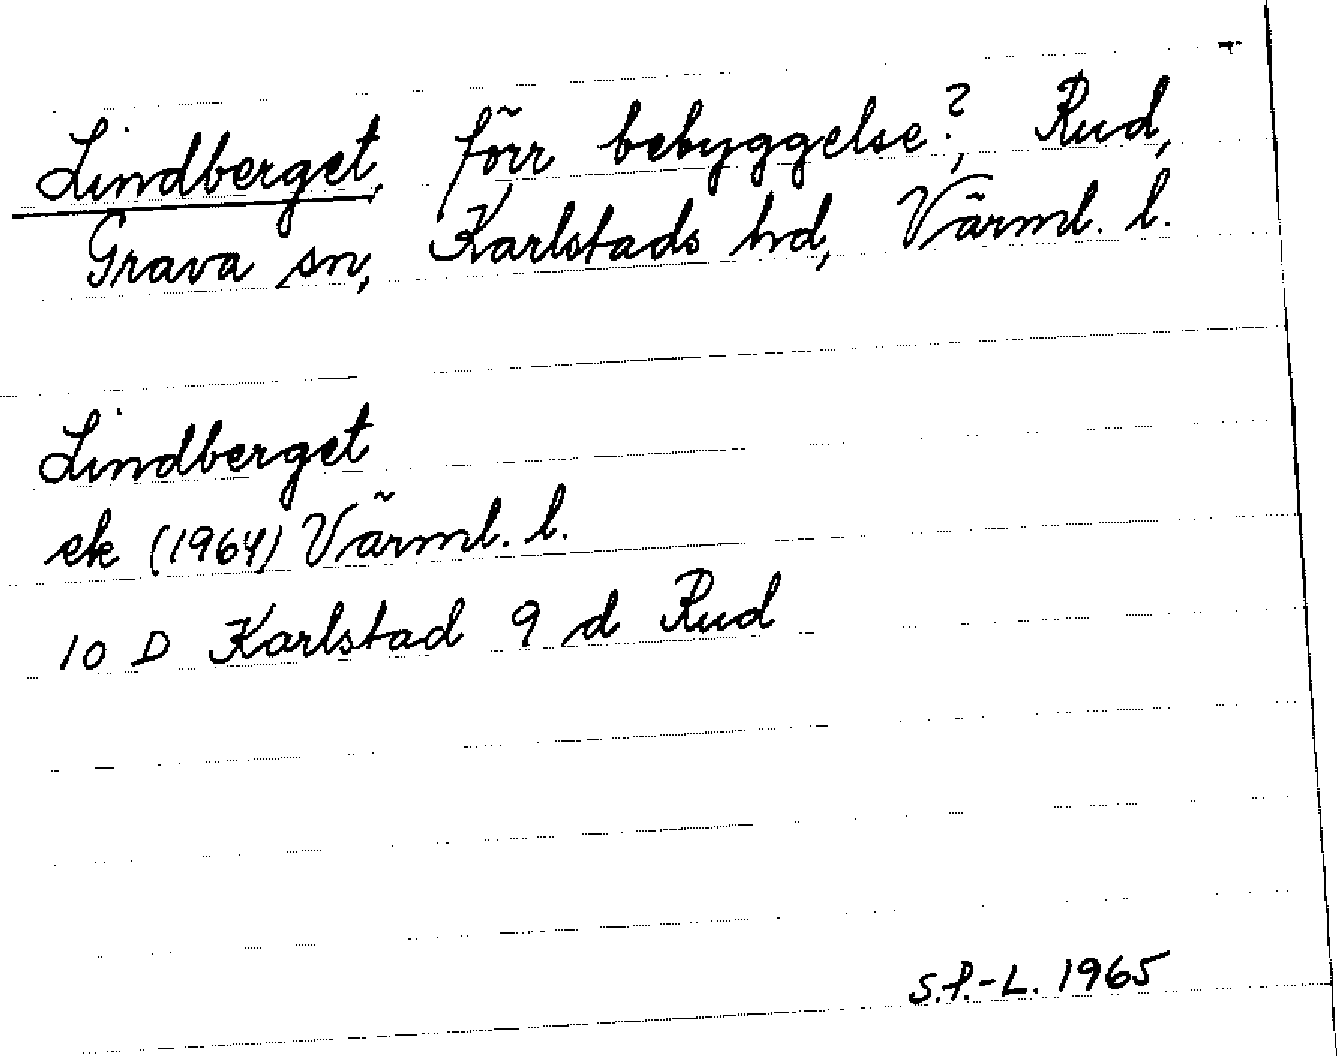 Lindberget, förr bebyggelse?, Rud,
Grava sn, Karlstads hd, Värml. l.
Lindberget
ek (1964) Värml. l.
10 D Karlstad 9 d Rud
S.P.-L. 1965